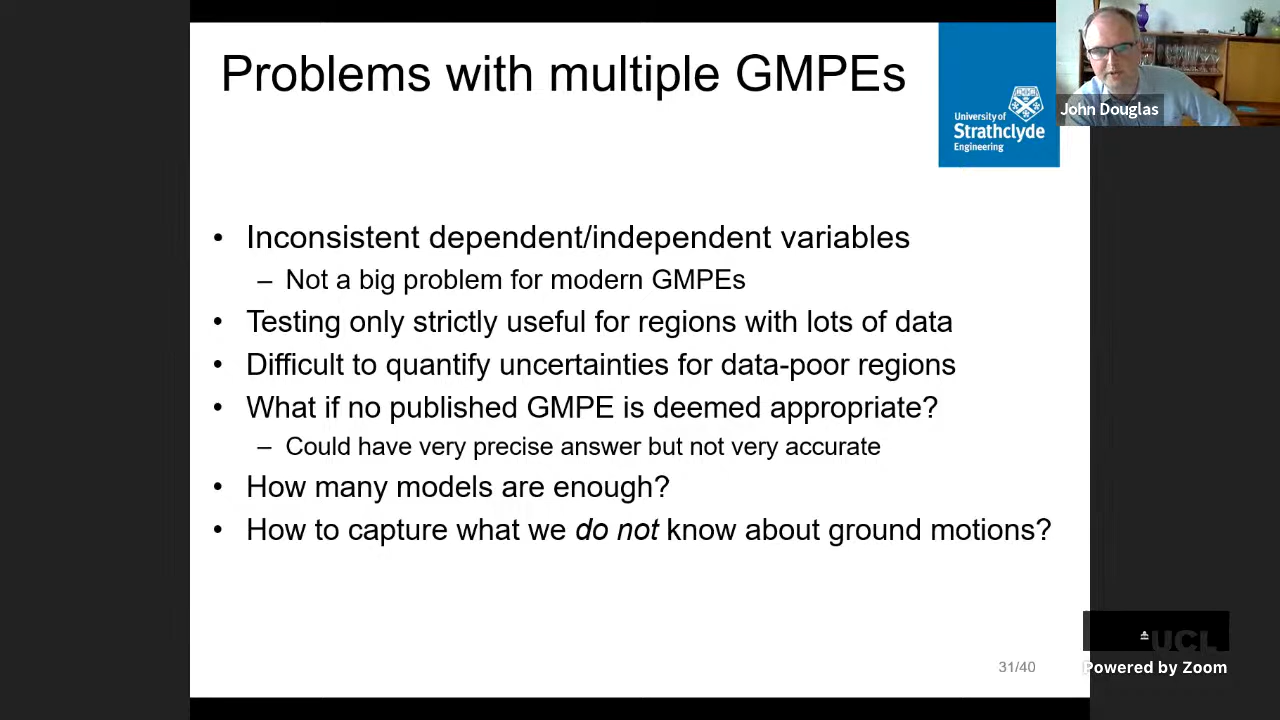 Problems with multiple GMPEs
University of
Strathclyde
Engineering
John Douglas
• Inconsistent dependent/independent variables
– Not a big problem for modern GMPEs
• Testing only strictly useful for regions with lots of data
• Difficult to quantify uncertainties for data-poor regions
• What if no published GMPE is deemed appropriate?
– Could have very precise answer but not very accurate
• How many models are enough?
• How to capture what we do not know about ground motions?
31/40
UCL
Powered by Zoom